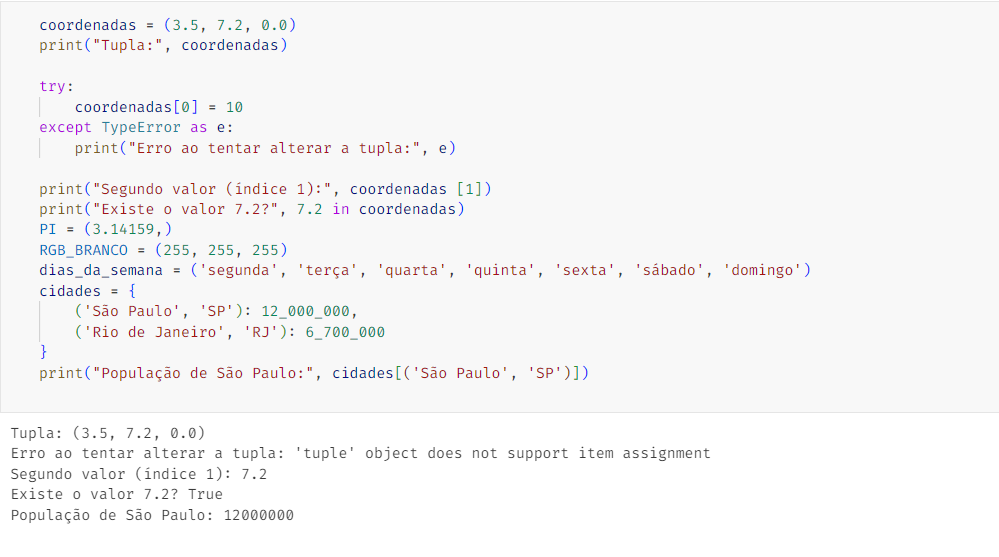 coordenadas = (3.5, 7.2, 0.0)
print("Tupla:", coordenadas)
try:
    coordenadas[0] = 10
except TypeError as e:
    print("Erro ao tentar alterar a tupla:", e)
print("Segundo valor (índice 1):", coordenadas [1])
print("Existe o valor 7.2?", 7.2 in coordenadas)
PI = (3.14159,)
RGB_BRANCO = (255, 255, 255)
dias_da_semana = ('segunda', 'terça', 'quarta', 'quinta', 'sexta', 'sábado', 'domingo')
cidades = {
    ('São Paulo', 'SP'): 12_000_000,
    ('Rio de Janeiro', 'RJ'): 6_700_000
}
print("População de São Paulo:", cidades[('São Paulo', 'SP')])
Tupla: (3.5, 7.2, 0.0)
Erro ao tentar alterar a tupla: 'tuple' object does not support item assignment
Segundo valor (índice 1): 7.2
Existe o valor 7.2? True
População de São Paulo: 12000000